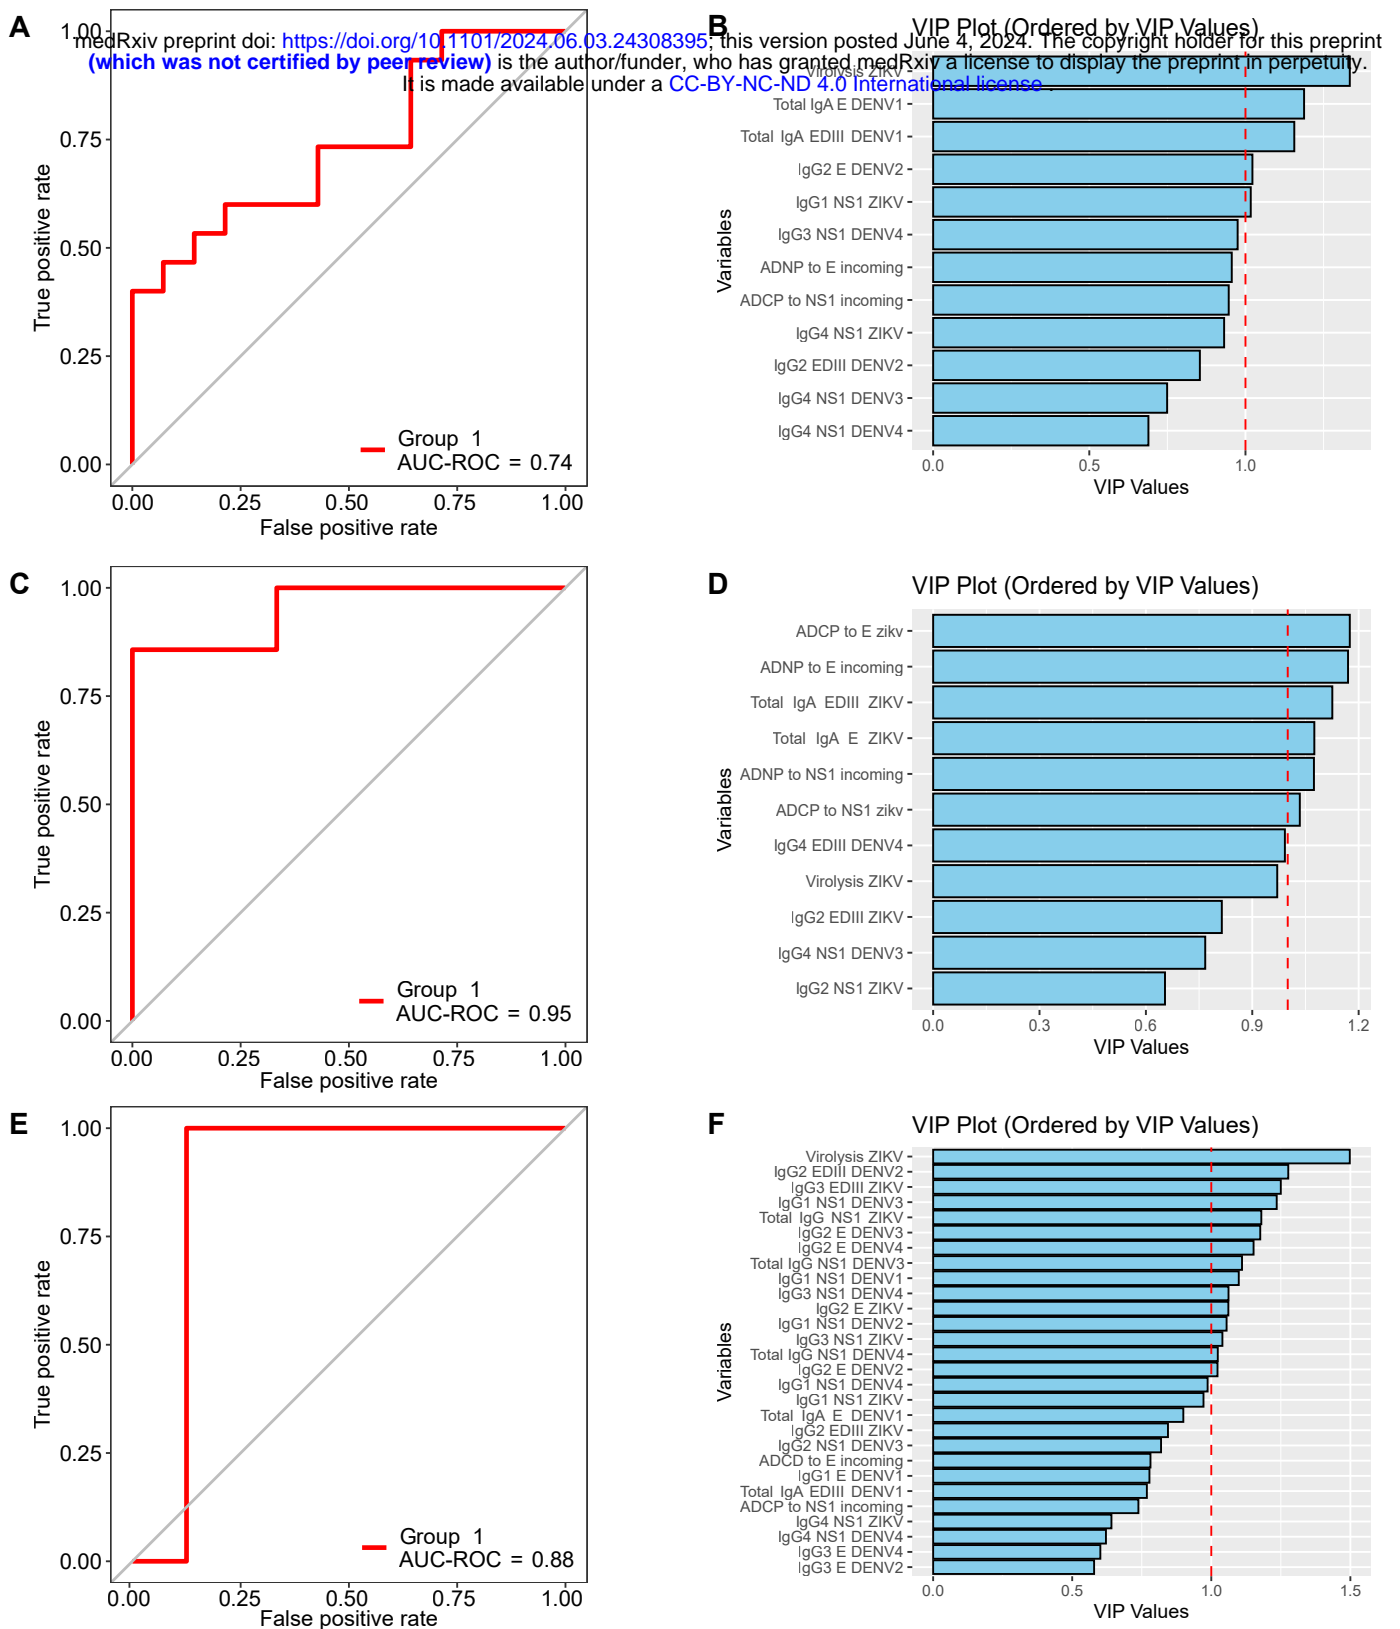 medRxiv preprint doi: https://doi.org/10.1101/2024.06.03.24308395; this version posted June 4, 2024. The copyright holder for this preprint
(which was not certified by peer review) is the author/funder, who has granted medRxiv a license to display the preprint in perpetuity.
It is made available under a CC-BY-NC-ND 4.0 International license .
A
True positive rate
1.00
0.75
0.50
0.25
0.00
Group 1
AUC-ROC = 0.74
0.00 0.25 0.50 0.75 1.00
False positive rate
B
VIP Plot (Ordered by VIP Values)
Variables
Virolysis ZIKV
Total IgA E DENV1
Total IgA EDIII DENV1
IgG2 E DENV2
IgG1 NS1 ZIKV
IgG3 NS1 DENV4
ADNP to E incoming
ADCP to NS1 incoming
IgG4 NS1 ZIKV
IgG2 EDIII DENV2
IgG4 NS1 DENV3
IgG4 NS1 DENV4
0.0 0.5 1.0
VIP Values
C
True positive rate
1.00
0.75
0.50
0.25
0.00
Group 1
AUC-ROC = 0.95
0.00 0.25 0.50 0.75 1.00
False positive rate
D
VIP Plot (Ordered by VIP Values)
Variables
ADCP to E zikv
ADNP to E incoming
Total IgA EDIII ZIKV
Total IgA E ZIKV
ADNP to NS1 incoming
ADCP to NS1 zikv
IgG4 EDIII DENV4
Virolysis ZIKV
IgG2 EDIII ZIKV
IgG4 NS1 DENV3
IgG2 NS1 ZIKV
0.0 0.3 0.6 0.9 1.2
VIP Values
E
True positive rate
1.00
0.75
0.50
0.25
0.00
Group 1
AUC-ROC = 0.88
0.00 0.25 0.50 0.75 1.00
False positive rate
F
VIP Plot (Ordered by VIP Values)
Variables
Virolysis ZIKV
IgG2 EDIII DENV2
IgG3 EDIII ZIKV
IgG1 NS1 DENV3
Total IgG NS1 ZIKV
IgG2 E DENV3
IgG2 E DENV4
Total IgG NS1 DENV3
IgG1 NS1 DENV1
IgG3 NS1 DENV4
IgG2 E ZIKV
IgG1 NS1 DENV2
IgG3 NS1 ZIKV
Total IgG NS1 DENV4
IgG2 E DENV2
IgG1 NS1 DENV4
IgG1 NS1 ZIKV
Total IgA E DENV1
IgG2 EDIII ZIKV
IgG2 NS1 DENV3
ADCD to E incoming
IgG1 E DENV1
Total IgA EDIII DENV1
ADCP to NS1 incoming
IgG4 NS1 ZIKV
IgG4 NS1 DENV4
IgG3 E DENV4
IgG3 E DENV2
0.0 0.5 1.0 1.5
VIP Values